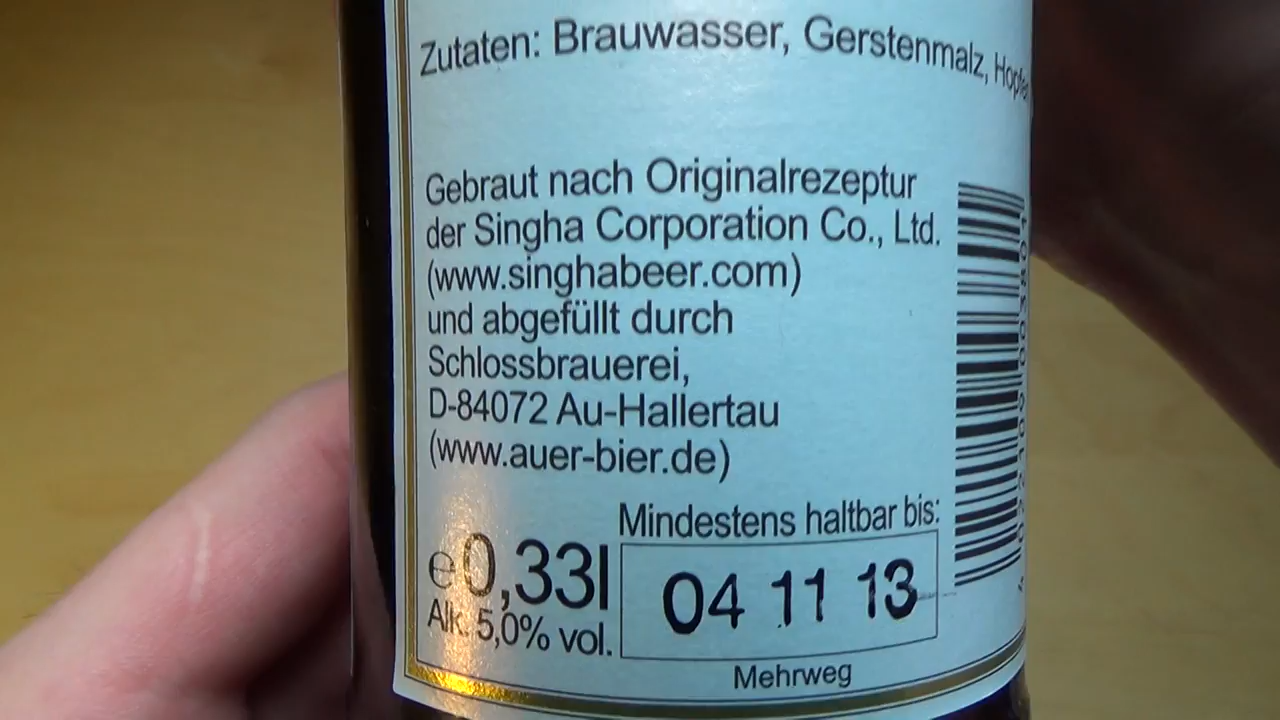 Zutaten: Brauwasser, Gerstenmalz, Hopfen
Gebraut nach Originalrezeptur
der Singha Corporation Co., Ltd.
(www.singhabeer.com)
und abgefüllt durch
Schlossbrauerei,
D-84072 Au-Hallertau
(www.auer-bier.de)
Mindestens haltbar bis:
℮0,33l
04 11 13
Alk. 5,0% vol.
Mehrweg